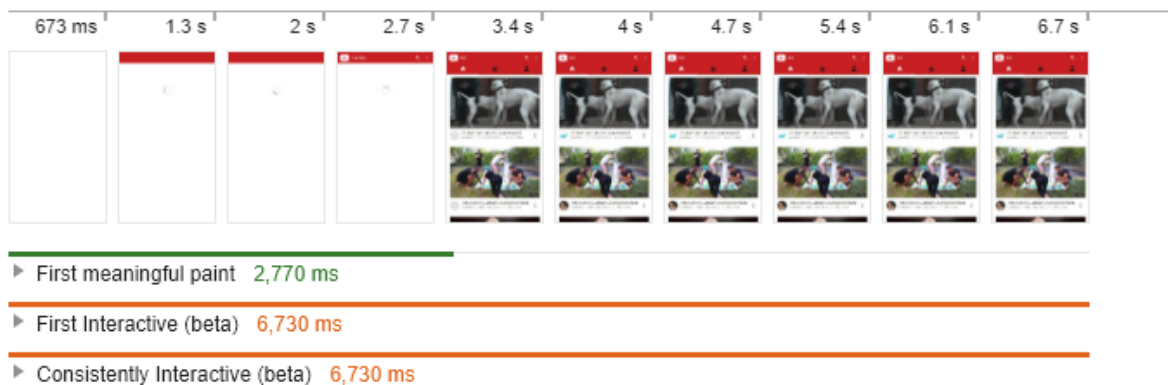 673 ms 1.3 s 2 s 2.7 s 3.4 s 4 s 4.7 s 5.4 s 6.1 s 6.7 s
First meaningful paint 2,770 ms
First Interactive (beta) 6,730 ms
Consistently Interactive (beta) 6,730 ms